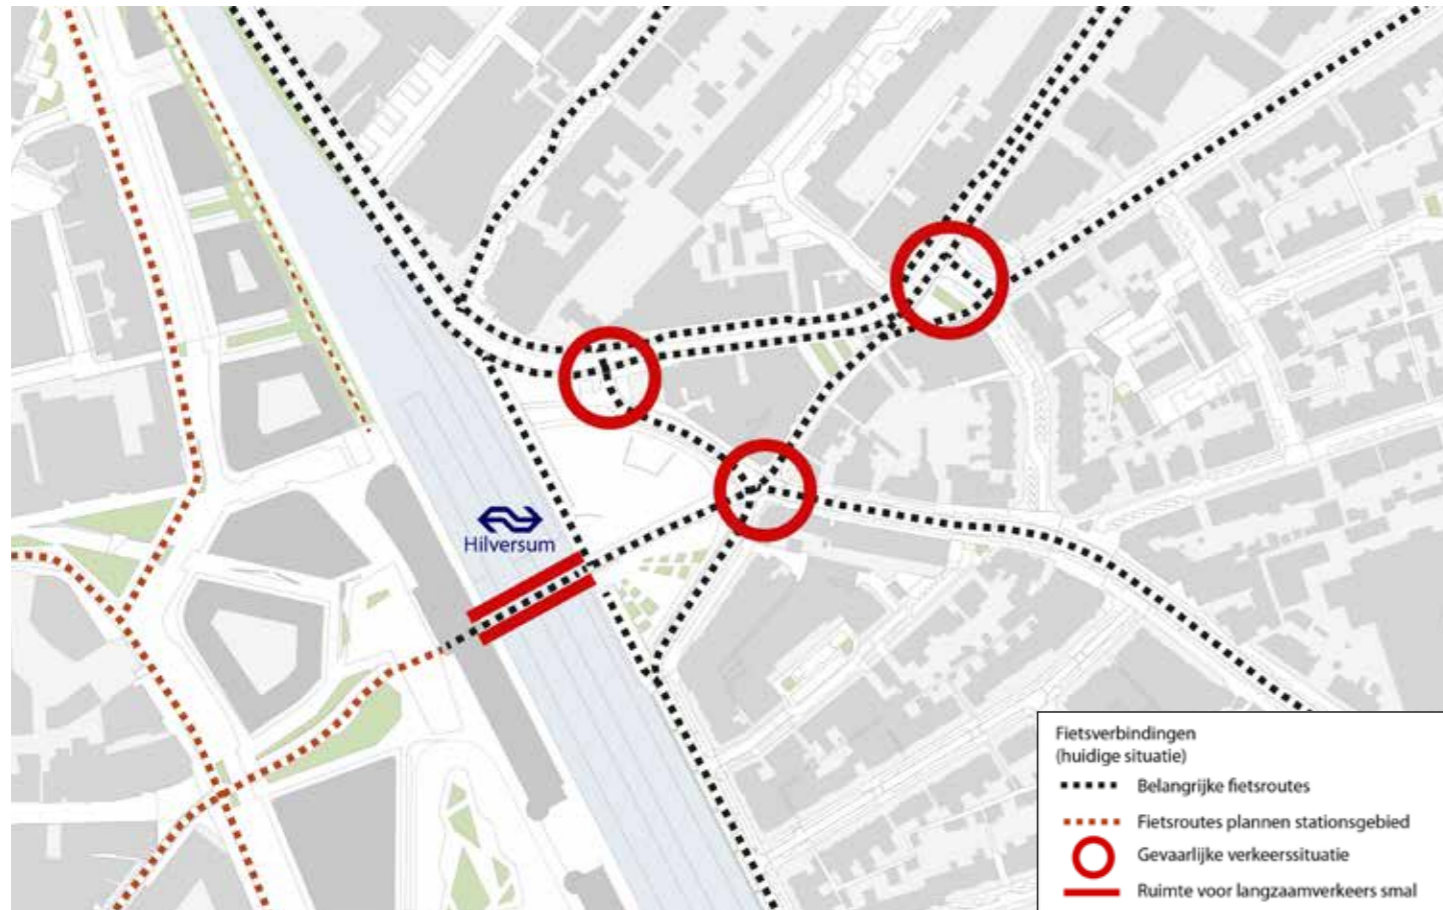 Hilversum
Fietsverbindingen
(huidige situatie)
Belangrijke fietsroutes
Fietsroutes plannen stationsgebied
Gevaarlijke verkeerssituatie
Ruimte voor langzaamverkeers smal